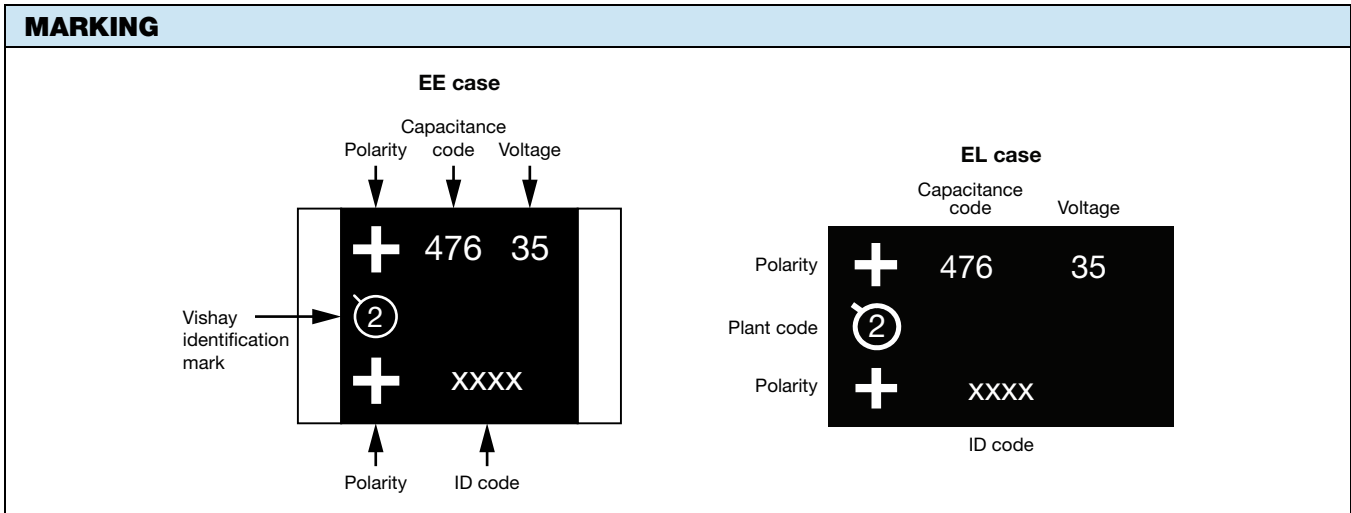 MARKING
EE case
Capacitance
Polarity code Voltage
476 35
2
Vishay
identification
mark
xxxx
Polarity ID code
EL case
Capacitance
code Voltage
Polarity 476 35
Plant code 2
Polarity xxxx
ID code